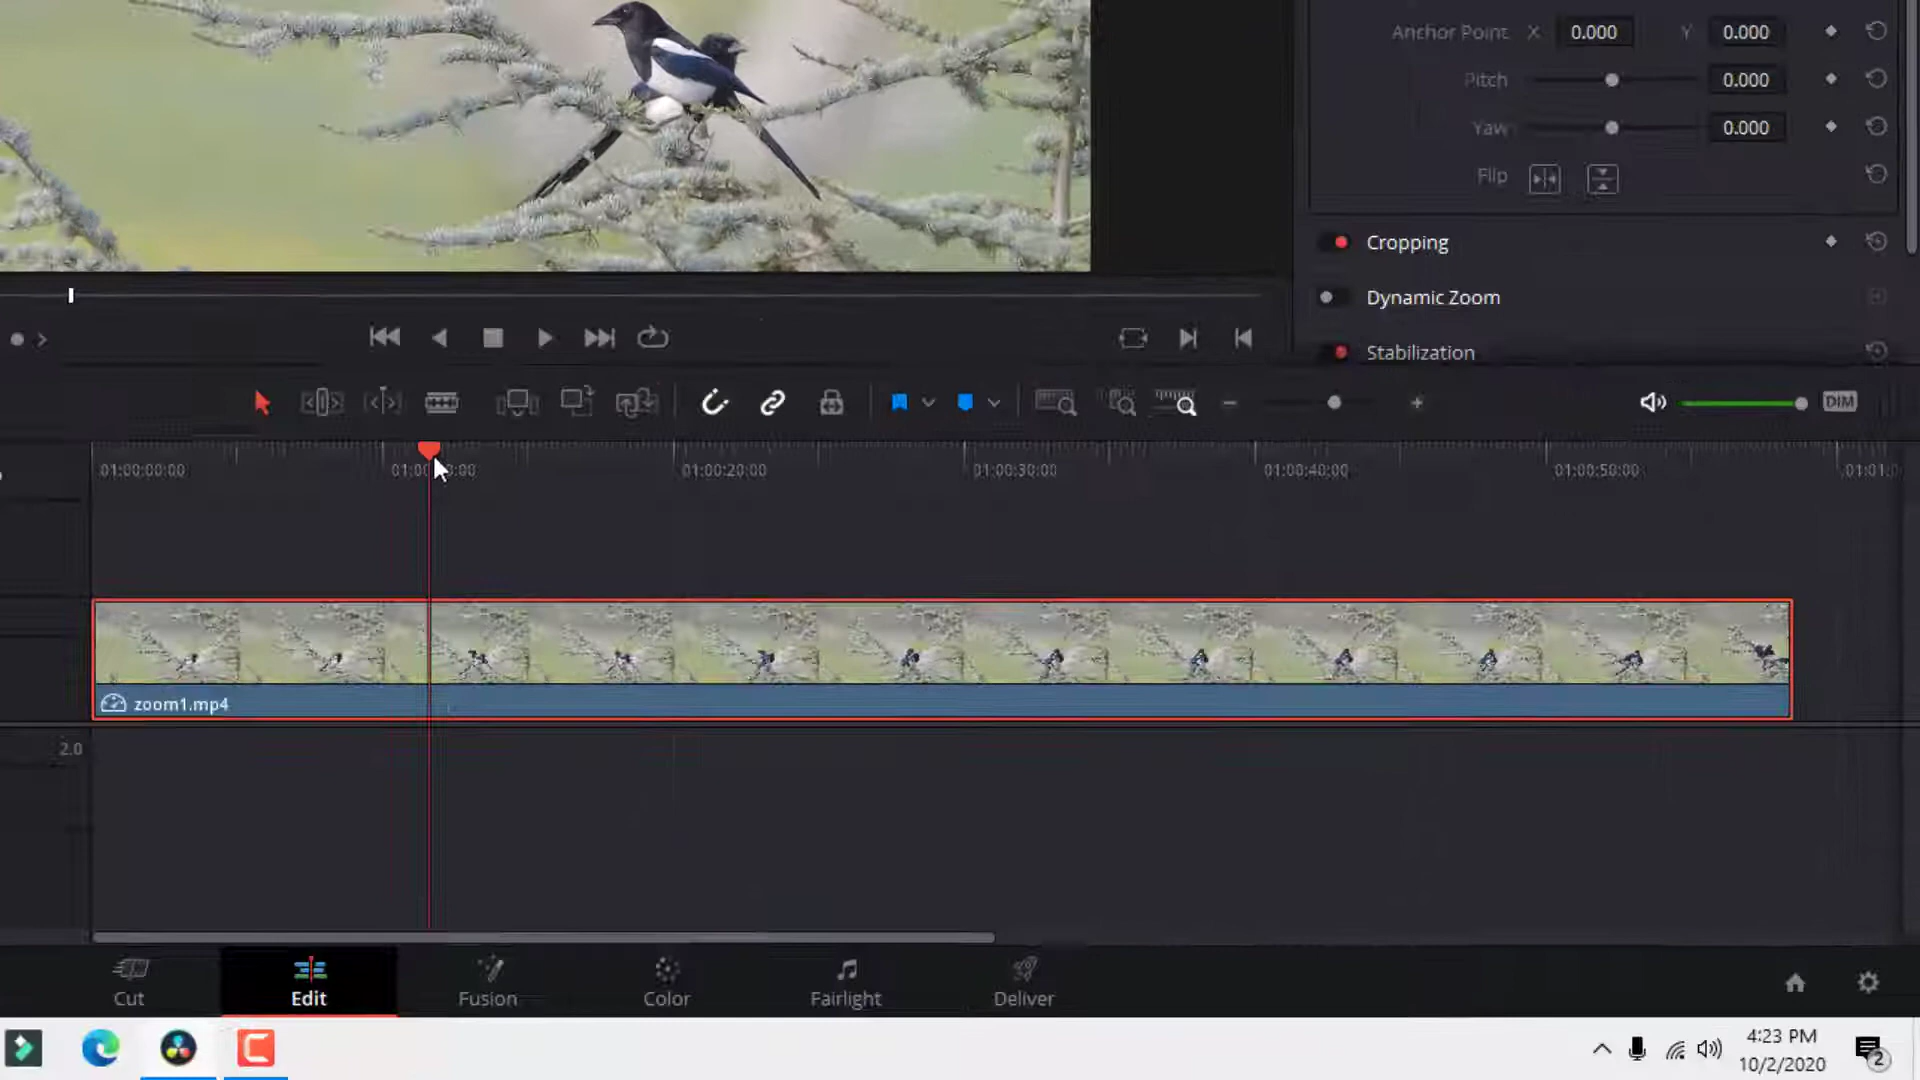 Anchor Point X 0.000 Y 0.000
Pitch 0.000
Yaw 0.000
Flip
Cropping
Dynamic Zoom
Stabilization
DIM
01:00:00:00 01:00:20:00 01:00:30:00 01:00:40:00 01:00:50:00
zoom1.mp4
2.0
Cut Edit Fusion Color Fairlight Deliver
4:23 PM
10/2/2020
2